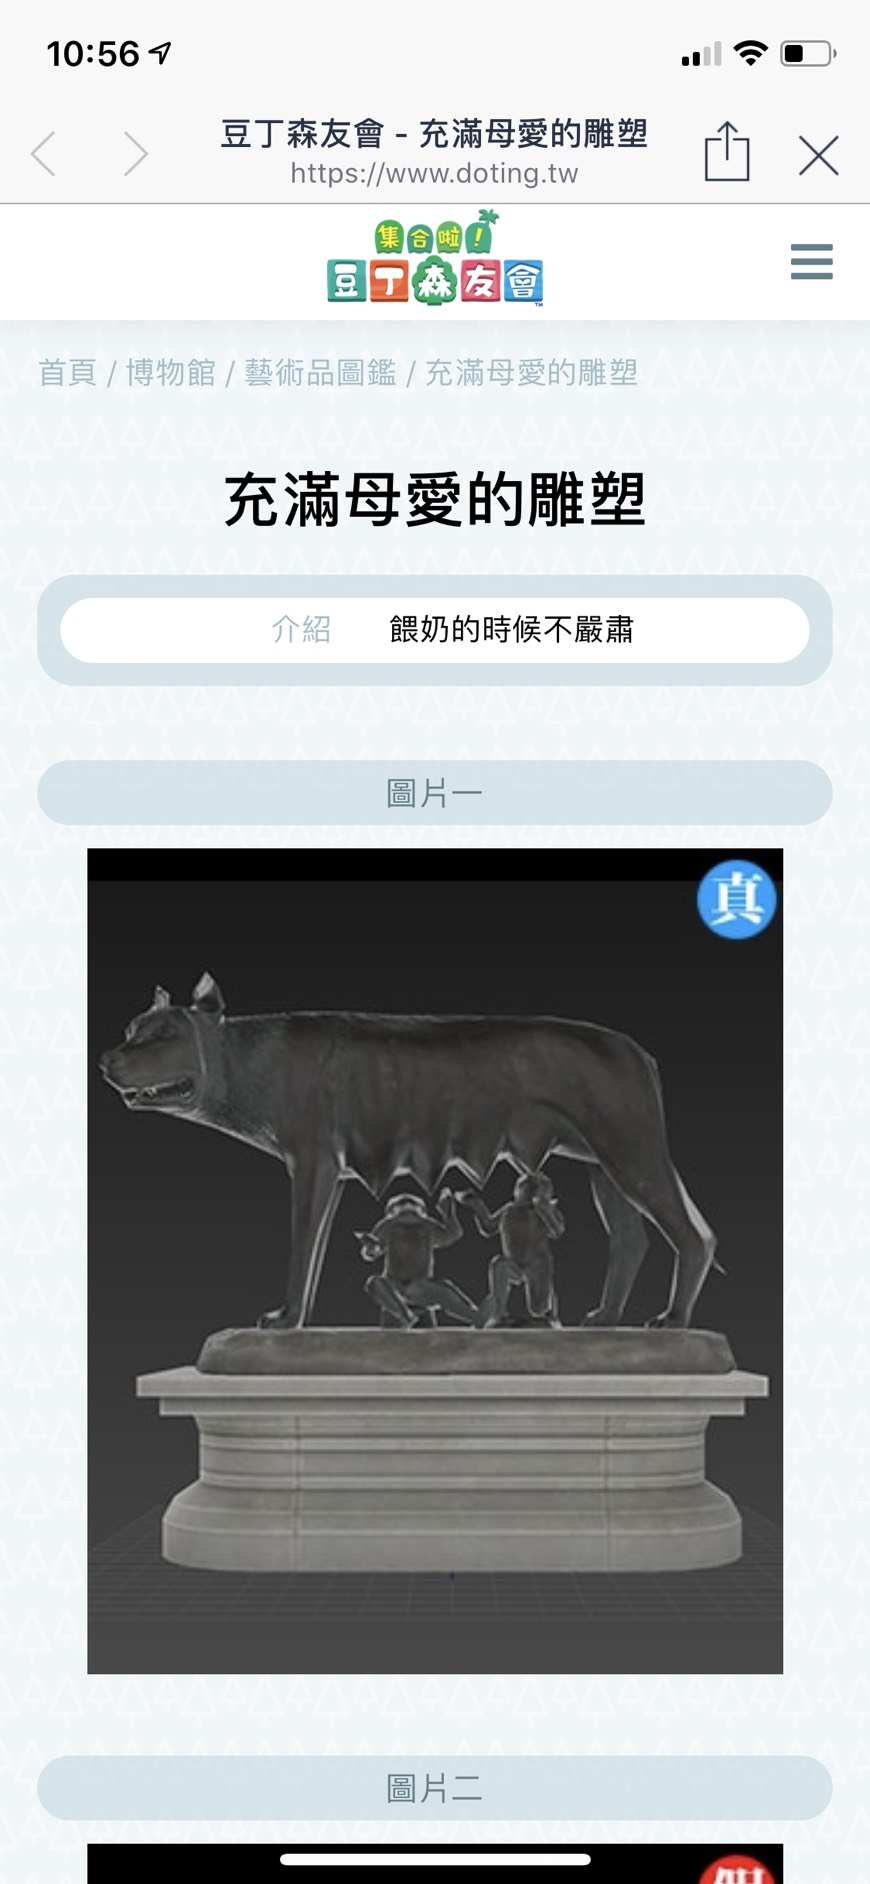 10:56
豆丁森友會 - 充滿母愛的雕塑
https://www.doting.tw
集合啦！
豆丁森友會
TM
首頁 / 博物館 / 藝術品圖鑑 / 充滿母愛的雕塑
充滿母愛的雕塑
介紹 餵奶的時候不嚴肅
圖片一
真
圖片二